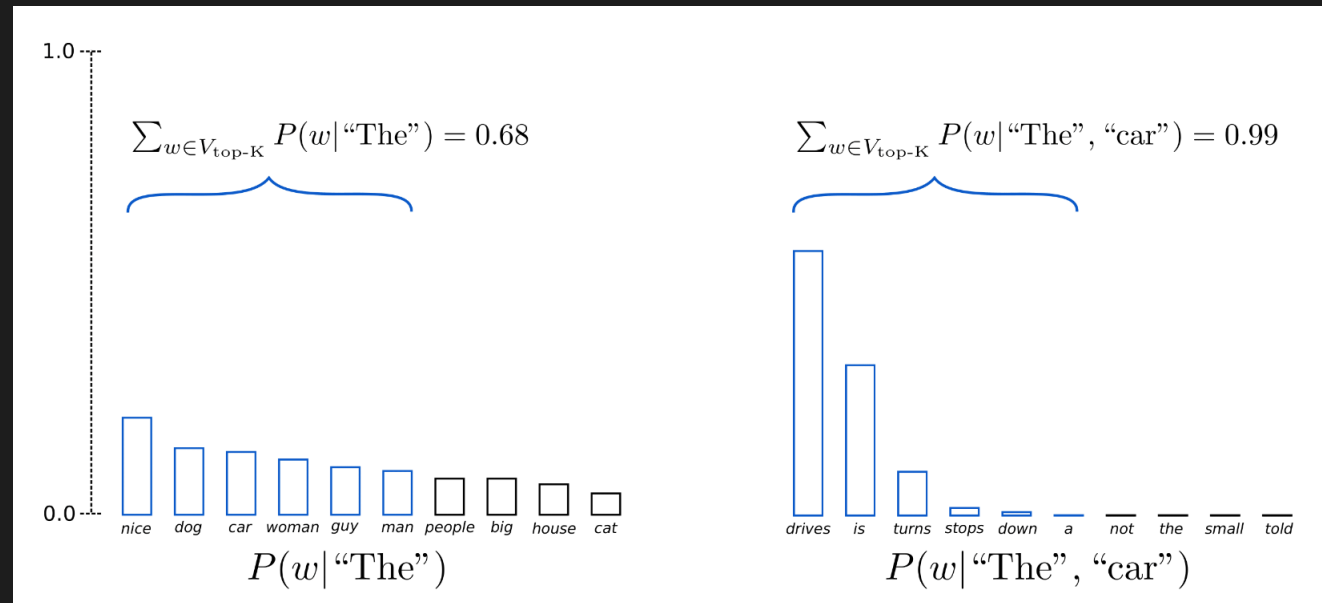 1.0
∑w∈Vtop-K P(w|“The”) = 0.68
∑w∈Vtop-K P(w|“The”, “car”) = 0.99
0.0
nice dog car woman guy man people big house cat
drives is turns stops down a not the small told
P(w|“The”)
P(w|“The”, “car”)